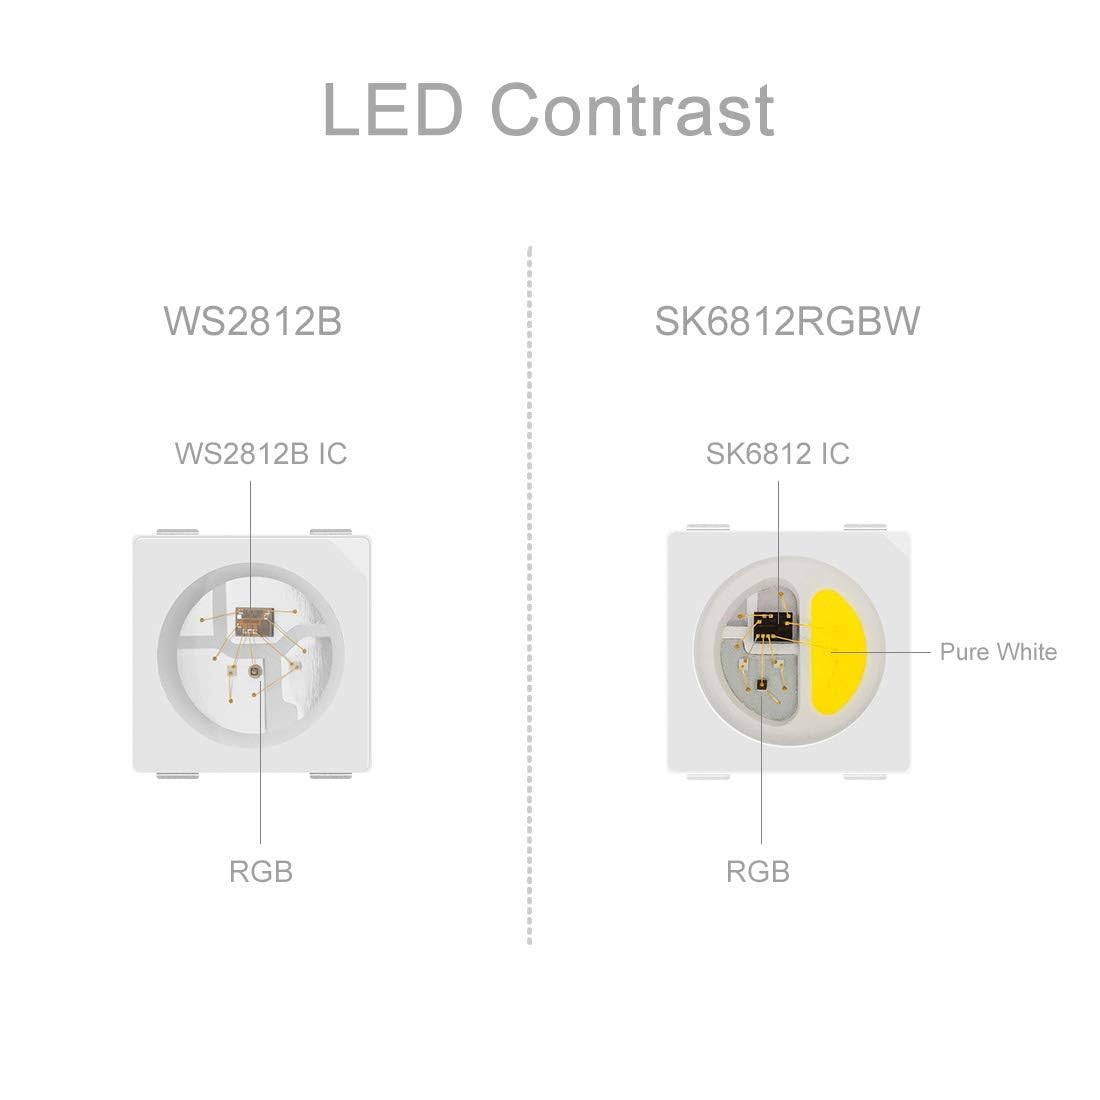 LED Contrast
WS2812B
SK6812RGBW
WS2812B IC
SK6812 IC
Pure White
RGB
RGB